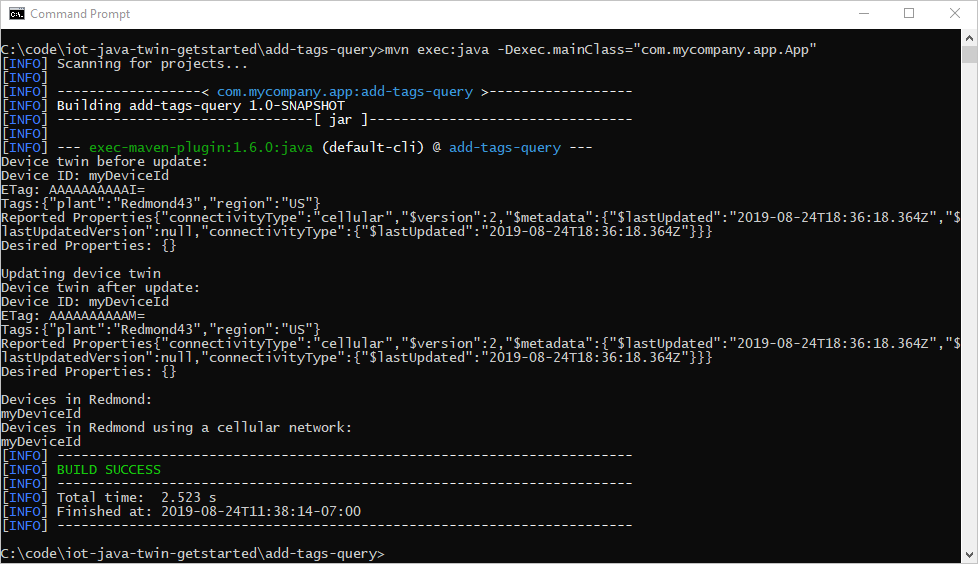 Command Prompt
C:\code\iot-java-twin-getstarted\add-tags-query>mvn exec:java -Dexec.mainClass="com.mycompany.app.App"
[INFO] Scanning for projects...
[INFO]
[INFO] ------------------< com.mycompany.app:add-tags-query >------------------
[INFO] Building add-tags-query 1.0-SNAPSHOT
[INFO] --------------------------------[ jar ]---------------------------------
[INFO]
[INFO] --- exec-maven-plugin:1.6.0:java (default-cli) @ add-tags-query ---
Device twin before update:
Device ID: myDeviceId
ETag: AAAAAAAAAAI=
Tags:{"plant":"Redmond43","region":"US"}
Reported Properties{"connectivityType":"cellular","$version":2,"$metadata":{"$lastUpdated":"2019-08-24T18:36:18.364Z","$
lastUpdatedVersion":null,"connectivityType":{"$lastUpdated":"2019-08-24T18:36:18.364Z"}}}
Desired Properties: {}
Updating device twin
Device twin after update:
Device ID: myDeviceId
ETag: AAAAAAAAAAM=
Tags:{"plant":"Redmond43","region":"US"}
Reported Properties{"connectivityType":"cellular","$version":2,"$metadata":{"$lastUpdated":"2019-08-24T18:36:18.364Z","$
lastUpdatedVersion":null,"connectivityType":{"$lastUpdated":"2019-08-24T18:36:18.364Z"}}}
Desired Properties: {}
Devices in Redmond:
myDeviceId
Devices in Redmond using a cellular network:
myDeviceId
[INFO] ------------------------------------------------------------------------
[INFO] BUILD SUCCESS
[INFO] ------------------------------------------------------------------------
[INFO] Total time:  2.523 s
[INFO] Finished at: 2019-08-24T11:38:14-07:00
[INFO] ------------------------------------------------------------------------
C:\code\iot-java-twin-getstarted\add-tags-query>